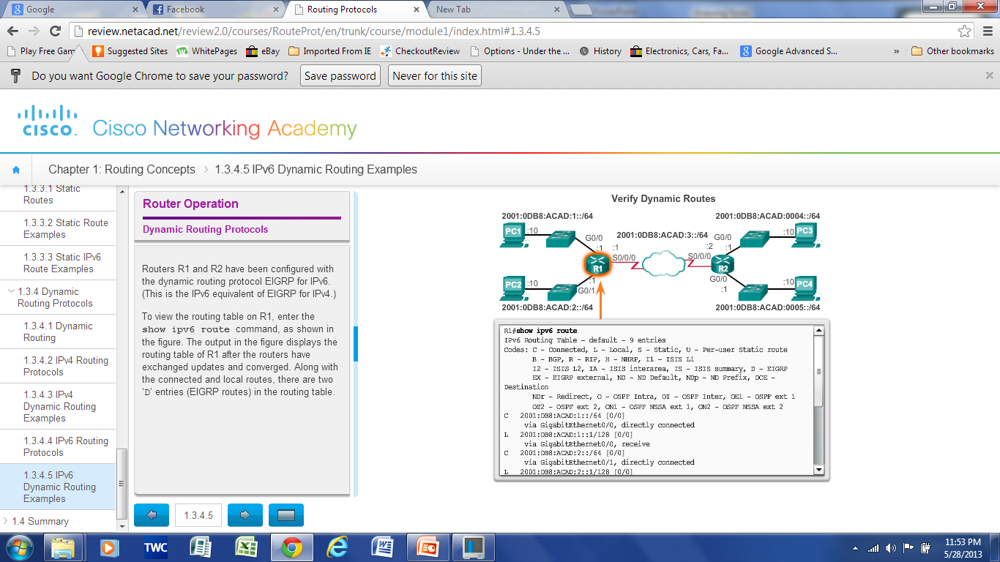 Google
Facebook
Routing Protocols
New Tab
review.netacad.net/review2.0/courses/RouteProt/en/trunk/course/module1/index.html#1.3.4.5
Play Free Gam
Suggested Sites
WhitePages
eBay
Imported From IE
CheckoutReview
Options - Under the ...
History
Electronics, Cars, Fa...
Google Advanced S...
»
Other bookmarks
Do you want Google Chrome to save your password?
Save password
Never for this site
CISCO.
Cisco Networking Academy
Chapter 1: Routing Concepts
1.3.4.5 IPv6 Dynamic Routing Examples
1.3.3.1 Static
Routes
1.3.3.2 Static Route
Examples
1.3.3.3 Static IPv6
Route Examples
1.3.4 Dynamic
Routing Protocols
1.3.4.1 Dynamic
Routing
1.3.4.2 IPv4 Routing
Protocols
1.3.4.3 IPv4
Dynamic Routing
Examples
1.3.4.4 IPv6 Routing
Protocols
1.3.4.5 IPv6
Dynamic Routing
Examples
1.4 Summary
Router Operation
Dynamic Routing Protocols
Routers R1 and R2 have been configured with
the dynamic routing protocol EIGRP for IPv6.
(This is the IPv6 equivalent of EIGRP for IPv4.)
To view the routing table on R1, enter the
show ipv6 route command, as shown in
the figure. The output in the figure displays the
routing table of R1 after the routers have
exchanged updates and converged. Along with
the connected and local routes, there are two
'D' entries (EIGRP routes) in the routing table.
1.3.4.5
Verify Dynamic Routes
2001:0DB8:ACAD:1::/64
2001:0DB8:ACAD:0004::/64
PC1
:10
G0/0
:1
2001:0DB8:ACAD:3::/64
:1
S0/0/0
R1
:2
S0/0/0
G0/0
:1
R2
:10
PC3
PC2
:10
:1
G0/1
G0/0
:1
:10
PC4
2001:0DB8:ACAD:2::/64
2001:0DB8:ACAD:0005::/64
R1#show ipv6 route
IPv6 Routing Table - default - 9 entries
Codes: C - Connected, L - Local, S - Static, U - Per-user Static route
B - BGP, R - RIP, H - NHRP, I1 - ISIS L1
I2 - ISIS L2, IA - ISIS interarea, IS - ISIS summary, D - EIGRP
EX - EIGRP external, ND - ND Default, NDp - ND Prefix, DCE -
Destination
NDr - Redirect, O - OSPF Intra, OI - OSPF Inter, OE1 - OSPF ext 1
OE2 - OSPF ext 2, ON1 - OSPF NSSA ext 1, ON2 - OSPF NSSA ext 2
C 2001:DB8:ACAD:1::/64 [0/0]
via GigabitEthernet0/0, directly connected
L 2001:DB8:ACAD:1::1/128 [0/0]
via GigabitEthernet0/0, receive
C 2001:DB8:ACAD:2::/64 [0/0]
via GigabitEthernet0/1, directly connected
L 2001:DB8:ACAD:2::1/128 [0/0]
TWC
11:53 PM
5/28/2013